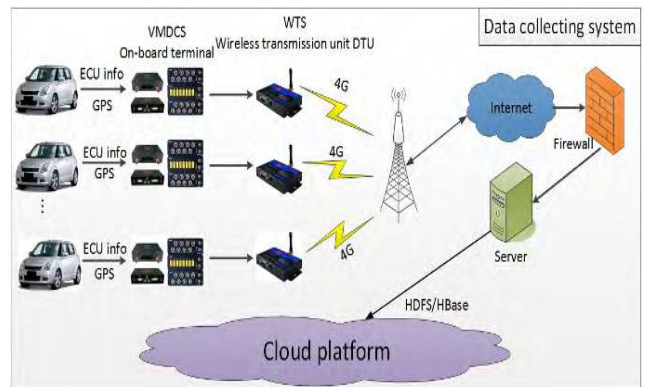 Data collecting system
VMDCS
On-board terminal
WTS
Wireless transmission unit DTU
ECU info
GPS
4G
ECU info
GPS
4G
ECU info
GPS
4G
Internet
Firewall
Server
HDFS/HBase
Cloud platform